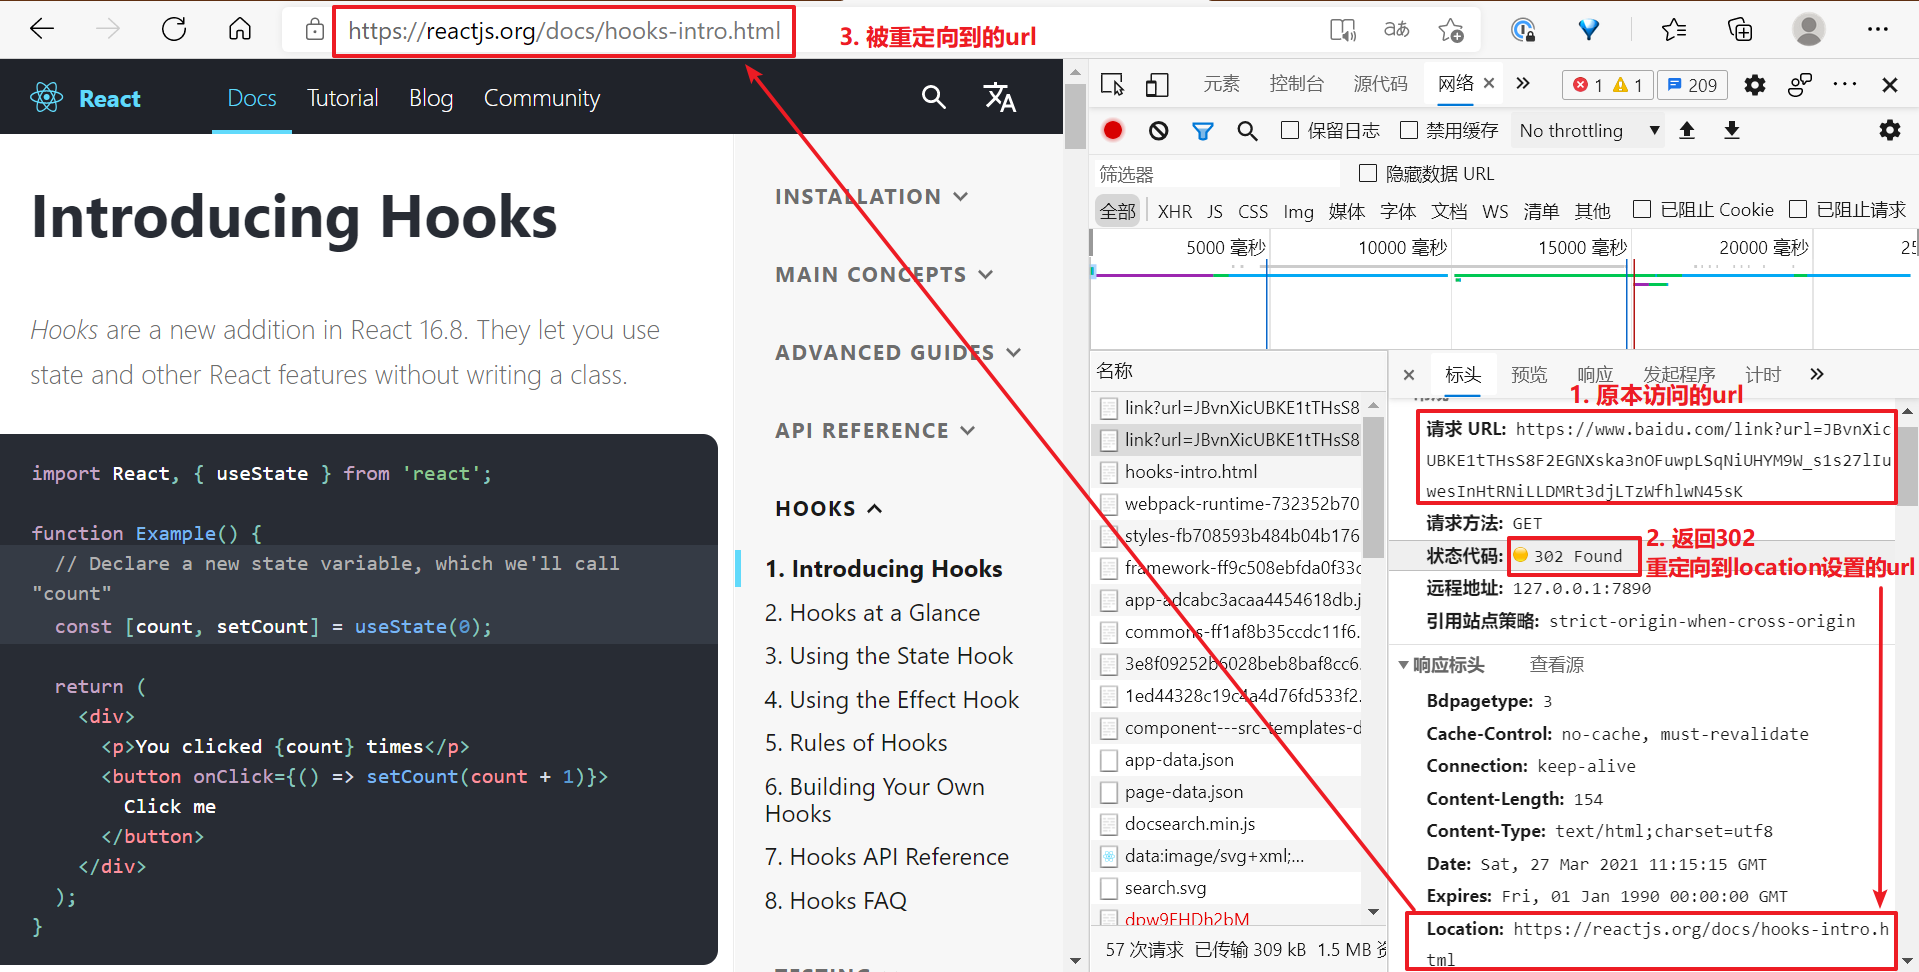 https://reactjs.org/docs/hooks-intro.html
3. 被重定向到的url
React
Docs
Tutorial
Blog
Community
Introducing Hooks
Hooks are a new addition in React 16.8. They let you use
state and other React features without writing a class.
import React, { useState } from 'react';
function Example() {
// Declare a new state variable, which we'll call
"count"
const [count, setCount] = useState(0);
return (
<div>
<p>You clicked {count} times</p>
<button onClick={() => setCount(count + 1)}>
Click me
</button>
</div>
);
}
INSTALLATION
MAIN CONCEPTS
ADVANCED GUIDES
API REFERENCE
HOOKS
1. Introducing Hooks
2. Hooks at a Glance
3. Using the State Hook
4. Using the Effect Hook
5. Rules of Hooks
6. Building Your Own
Hooks
7. Hooks API Reference
8. Hooks FAQ
TESTING
元素 控制台 源代码 网络 1 1 209
保留日志 禁用缓存 No throttling
筛选器 隐藏数据 URL
全部 XHR JS CSS Img 媒体 字体 文档 WS 清单 其他 已阻止 Cookie 已阻止请求
5000 毫秒 10000 毫秒 15000 毫秒 20000 毫秒 25
名称
link?url=JBvnXicUBKE1tTHsS8
link?url=JBvnXicUBKE1tTHsS8
hooks-intro.html
webpack-runtime-732352b70
styles-fb708593b484b04b176
framework-ff9c508ebfda0f33c
app-adcabc3acaa4454618db.j
commons-ff1af8b35ccdc11f6.
3e8f09252b6028beb8baf8cc6.
1ed44328c19c4a4d76fd533f2.
component---src-templates-d
app-data.json
page-data.json
docsearch.min.js
data:image/svg+xml;...
search.svg
dpw9EHDh2bM
57 次请求 已传输 309 kB 1.5 MB 资
标头 预览 响应 发起程序 计时
1. 原本访问的url
请求 URL: https://www.baidu.com/link?url=JBvnXic
UBKE1tTHsS8F2EGNXska3nOFuwpLSqNiUHYM9W_s1s27lIu
wesInHtRNiLLDMRt3djLTzWfhlwN45sK
请求方法: GET
状态代码: 302 Found
2. 返回302
重定向到location设置的url
远程地址: 127.0.0.1:7890
引用站点策略: strict-origin-when-cross-origin
响应标头 查看源
Bdpagetype: 3
Cache-Control: no-cache, must-revalidate
Connection: keep-alive
Content-Length: 154
Content-Type: text/html;charset=utf8
Date: Sat, 27 Mar 2021 11:15:15 GMT
Expires: Fri, 01 Jan 1990 00:00:00 GMT
Location: https://reactjs.org/docs/hooks-intro.h
tml